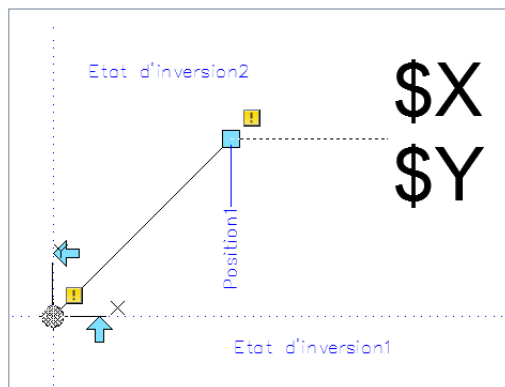 Etat d'inversion2
$X
$Y
Position1
Etat d'inversion1